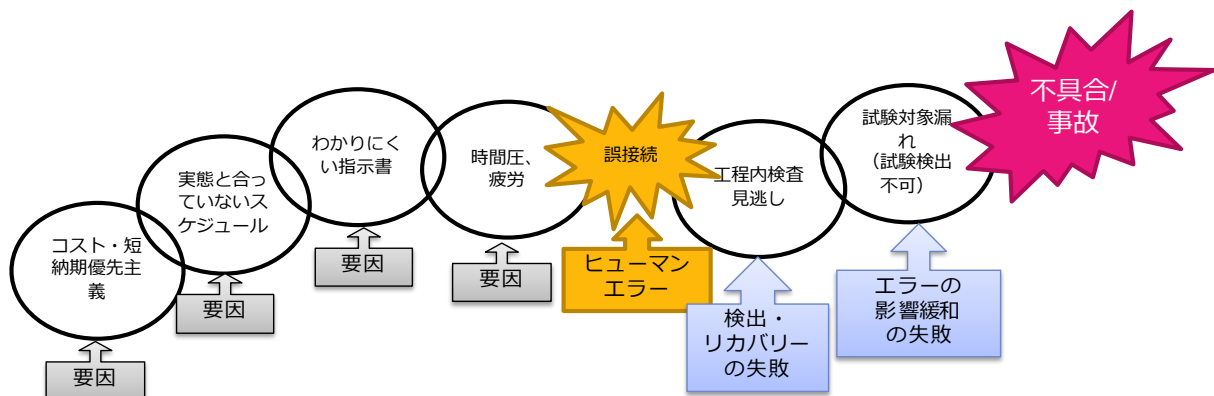 コスト・短
納期優先主
義
要因
実態と合っ
ていないス
ケジュール
要因
わかりにく
い指示書
要因
時間圧、
疲労
要因
誤接続
ヒューマン
エラー
工程内検査
見逃し
検出・
リカバリー
の失敗
試験対象漏
れ
（試験検出
不可）
エラーの
影響緩和
の失敗
不具合/
事故